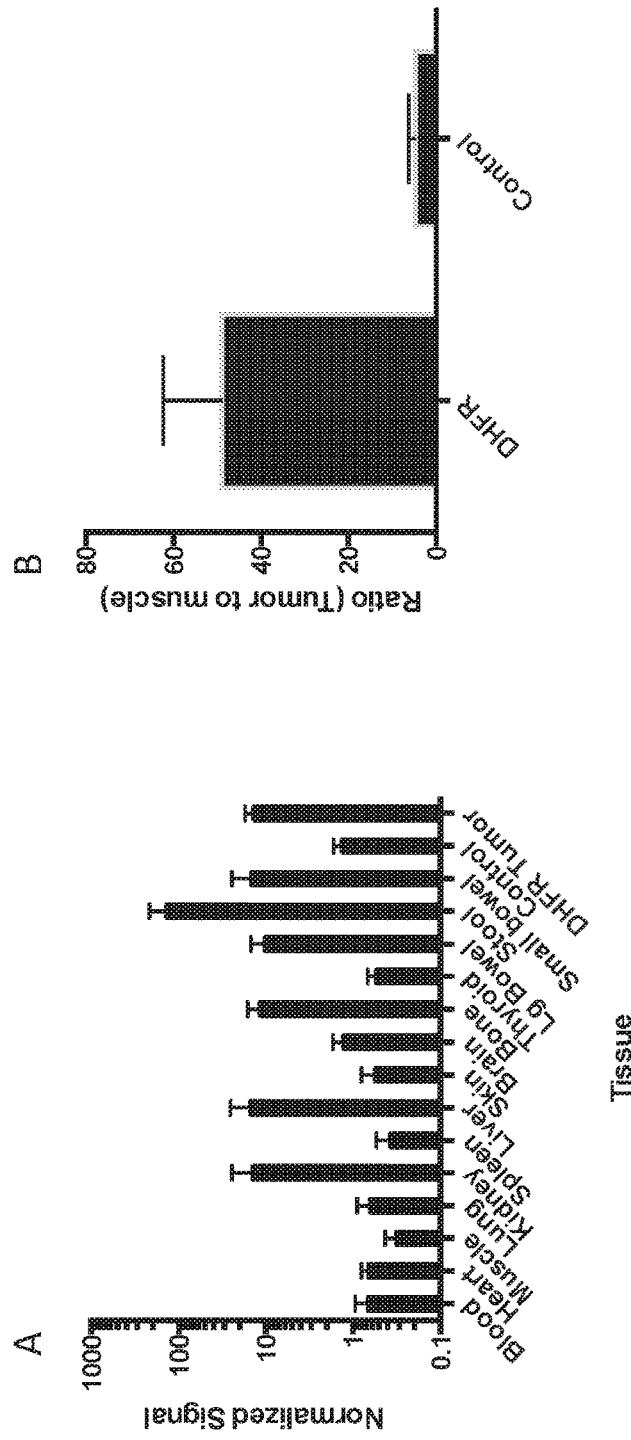 A
Normalized Signal
1000
100
10
1
0.1
Blood
Heart
Muscle
Lung
Kidney
Spleen
Liver
Skin
Brain
Bone
Thyroid
Lg Bowel
Stool
Small bowel
Control
DHFR Tumor
Tissue
B
Ratio (Tumor to muscle)
80
60
40
20
0
DHFR
Control